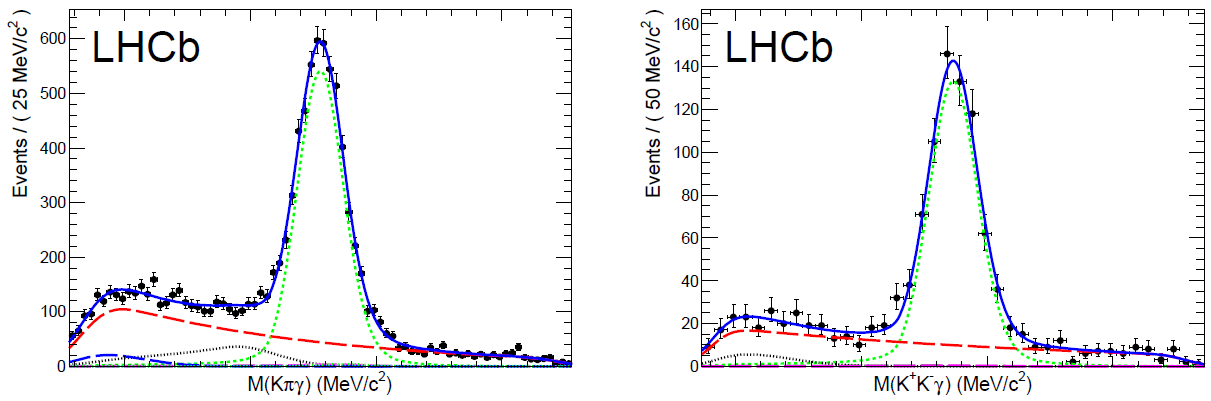 LHCb
Events / ( 25 MeV/c² )
600
500
400
300
200
100
0
M(Kπγ) (MeV/c²)
LHCb
Events / ( 50 MeV/c² )
160
140
120
100
80
60
40
20
0
M(K⁺K⁻γ) (MeV/c²)